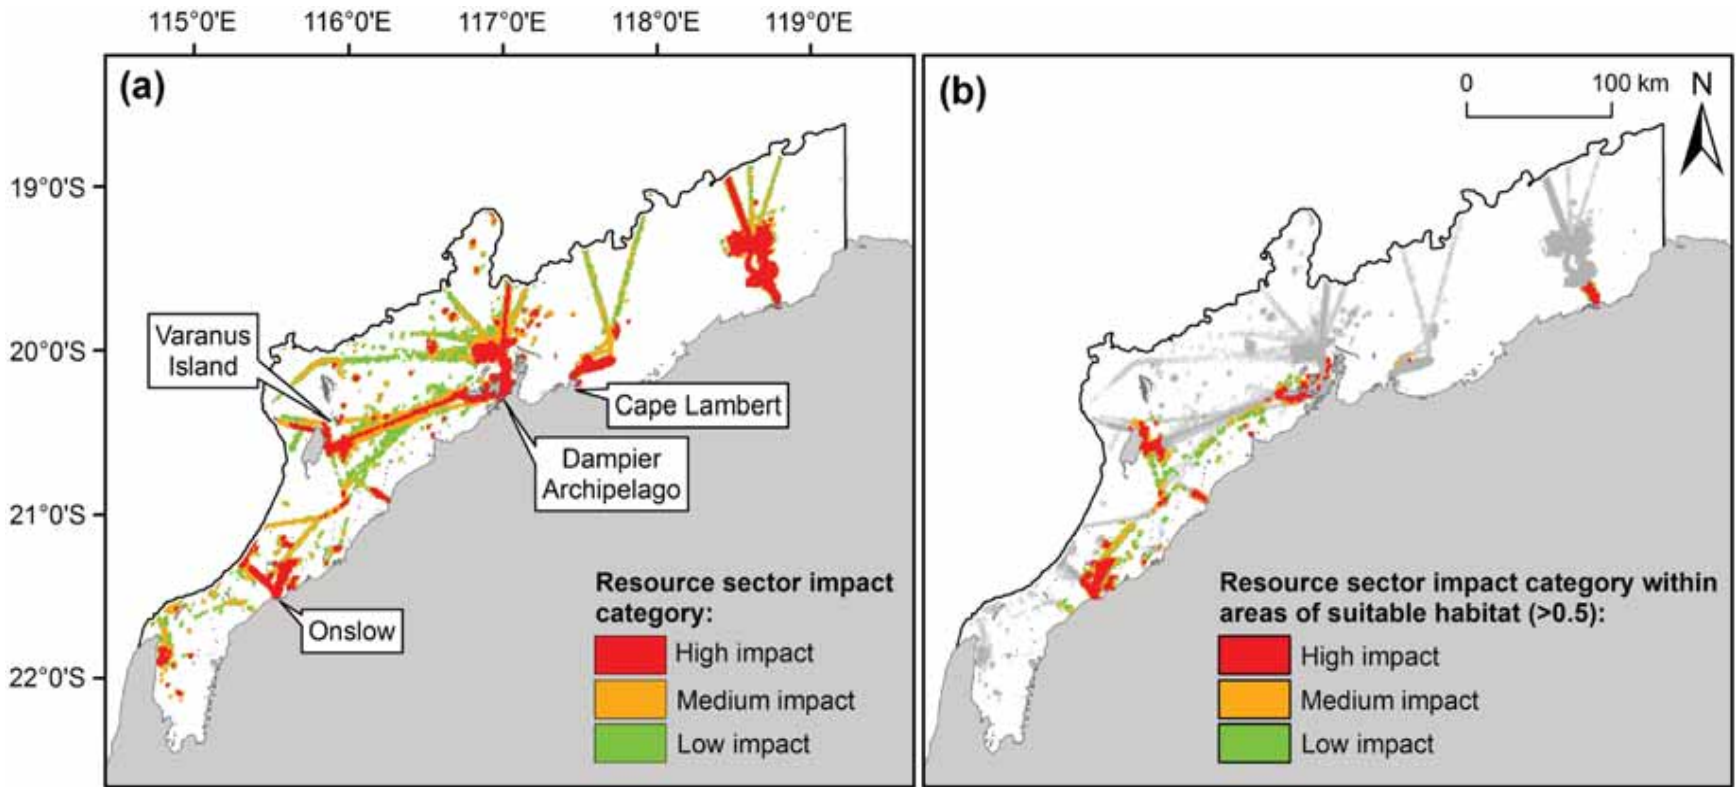 115°0'E 116°0'E 117°0'E 118°0'E 119°0'E
(a)
19°0'S
20°0'S
21°0'S
22°0'S
Varanus
Island
Cape Lambert
Dampier
Archipelago
Onslow
Resource sector impact
category:
High impact
Medium impact
Low impact
(b)
0 100 km N
Resource sector impact category within
areas of suitable habitat (>0.5):
High impact
Medium impact
Low impact